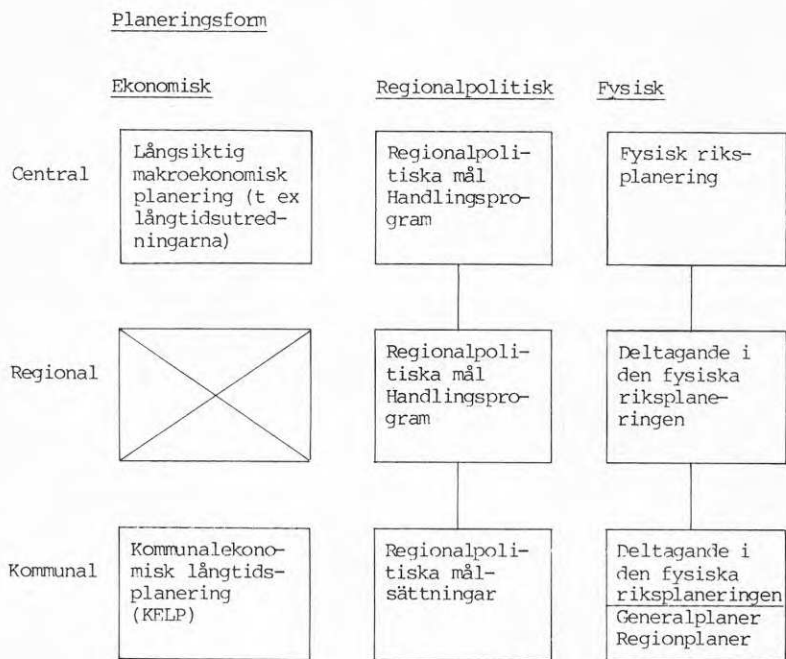 Planeringsform
Ekonomisk
Regionalpolitisk
Fysisk
Central
Långsiktig
makroekonomisk
planering (t ex
långtidsutred-
ningarna)
Regionalpoli-
tiska mål
Handlingspro-
gram
Fysisk riks-
planering
Regional
Regionalpoli-
tiska mål
Handlingspro-
gram
Deltagande i
den fysiska
riksplane-
ringen
Kommunal
Kommunalekono-
misk långtids-
planering
(KELP)
Regionalpoli-
tiska mål-
sättningar
Deltagande i
den fysiska
riksplaneringen
Generalplaner
Regionplaner